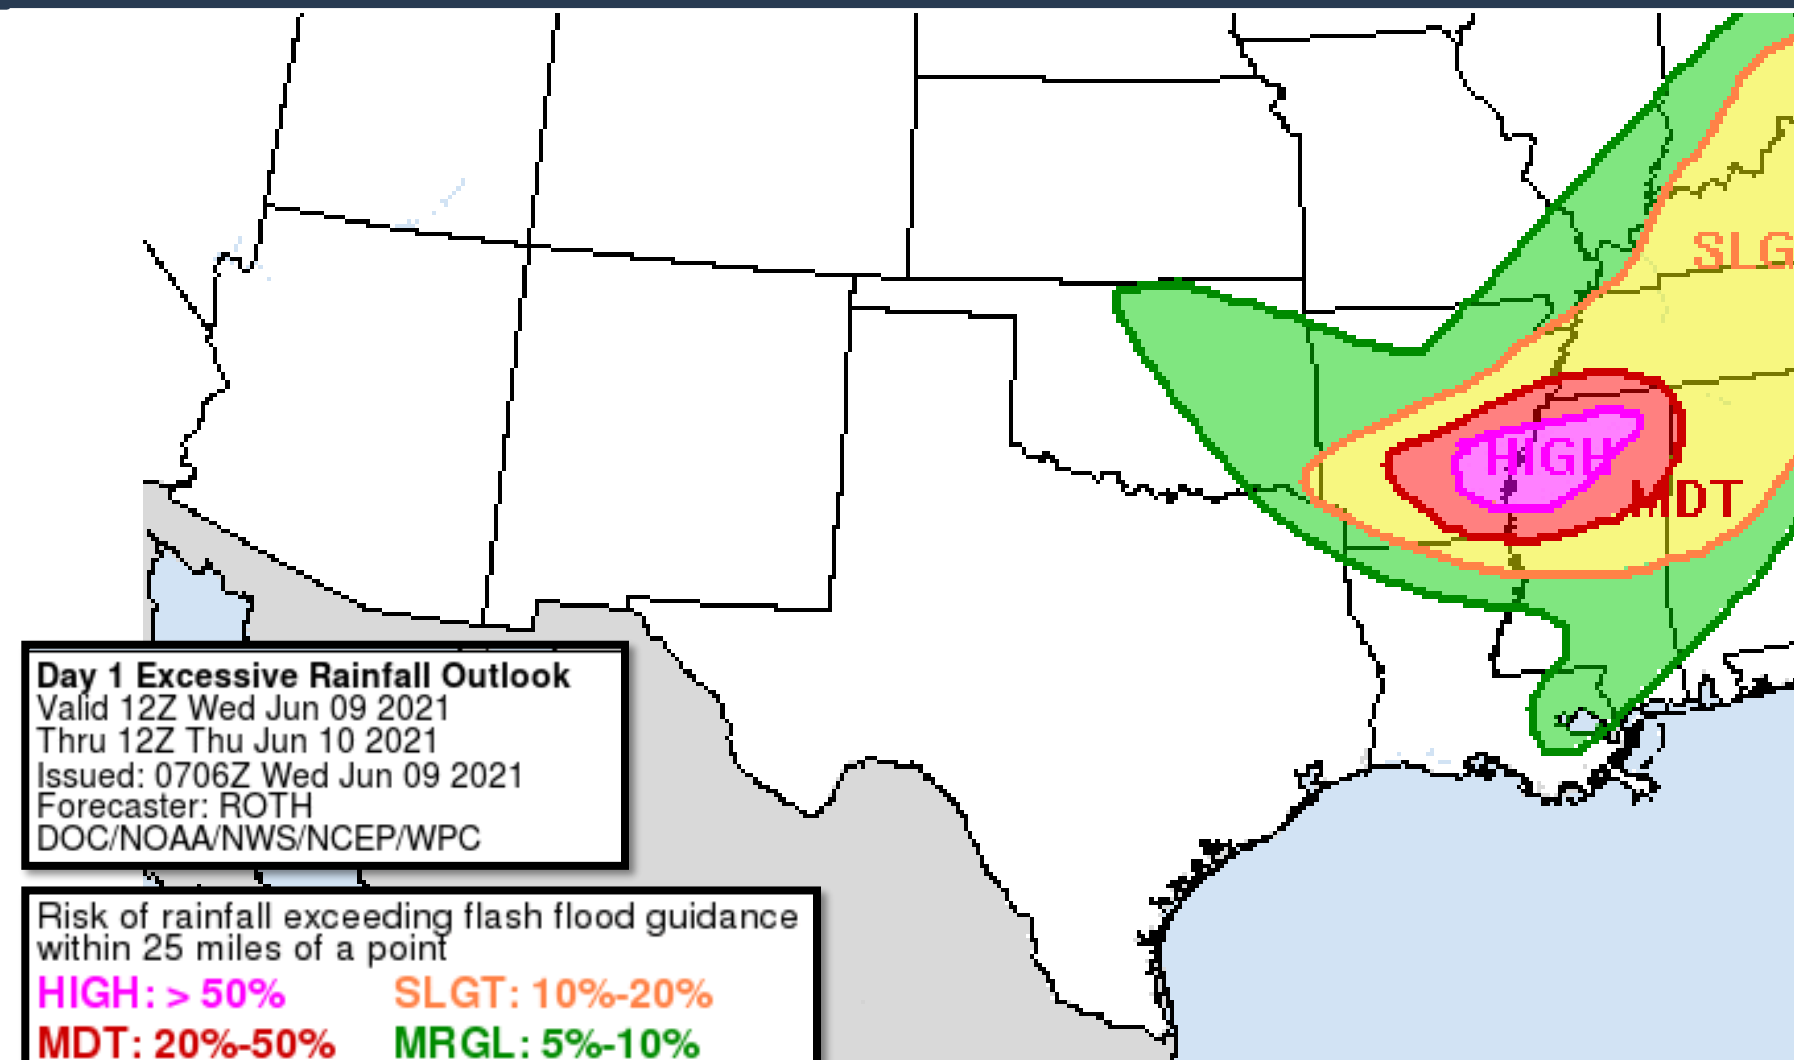 SLG
HIGH
MDT
Day 1 Excessive Rainfall Outlook
Valid 12Z Wed Jun 09 2021
Thru 12Z Thu Jun 10 2021
Issued: 0706Z Wed Jun 09 2021
Forecaster: ROTH
DOC/NOAA/NWS/NCEP/WPC
Risk of rainfall exceeding flash flood guidance
within 25 miles of a point
HIGH: > 50% SLGT: 10%-20%
MDT: 20%-50% MRGL: 5%-10%